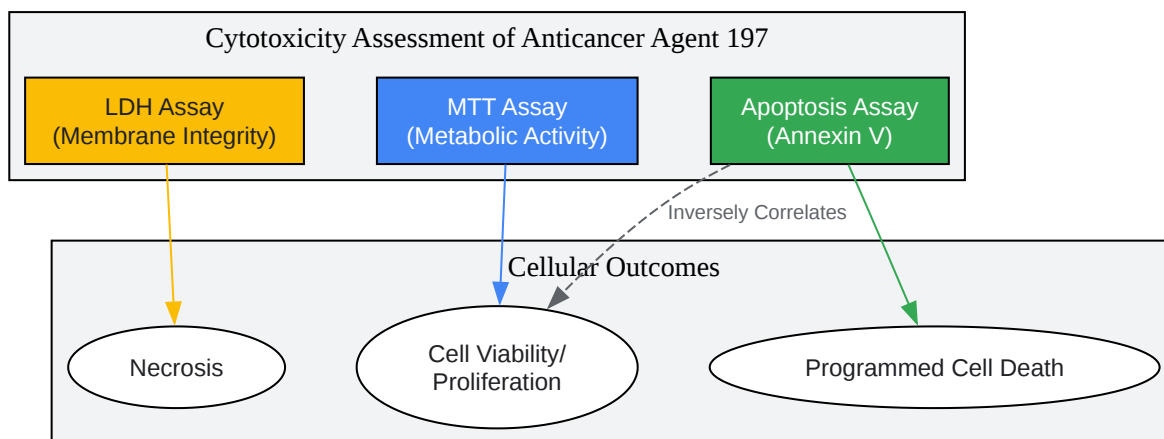 Cytotoxicity Assessment of Anticancer Agent 197
LDH Assay
(Membrane Integrity)
MTT Assay
(Metabolic Activity)
Apoptosis Assay
(Annexin V)
Inversely Correlates
Cellular Outcomes
Necrosis
Cell Viability/
Proliferation
Programmed Cell Death